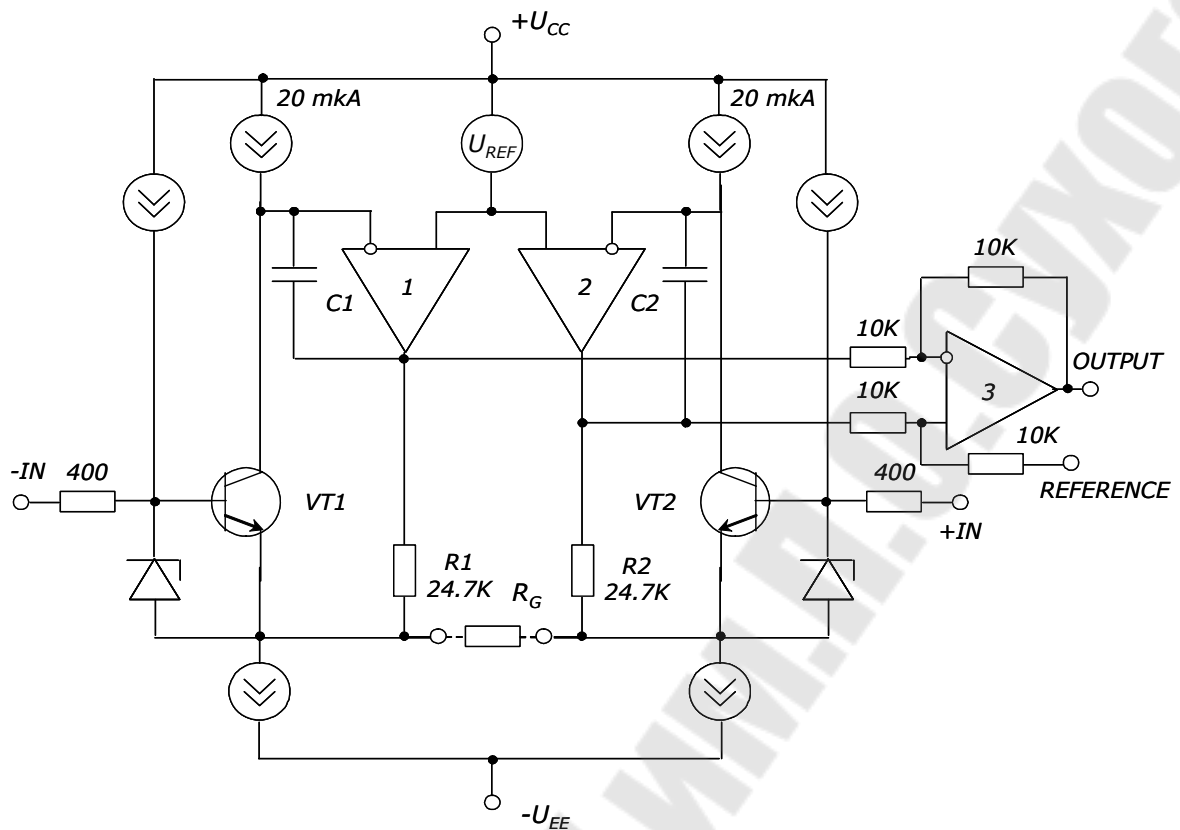 +U_CC
20 mkA
20 mkA
U_REF
10K
C1
1
2
C2
10K
OUTPUT
3
10K
10K
-IN
400
VT1
VT2
400
REFERENCE
+IN
R1
24.7K
R2
24.7K
R_G
-U_EE